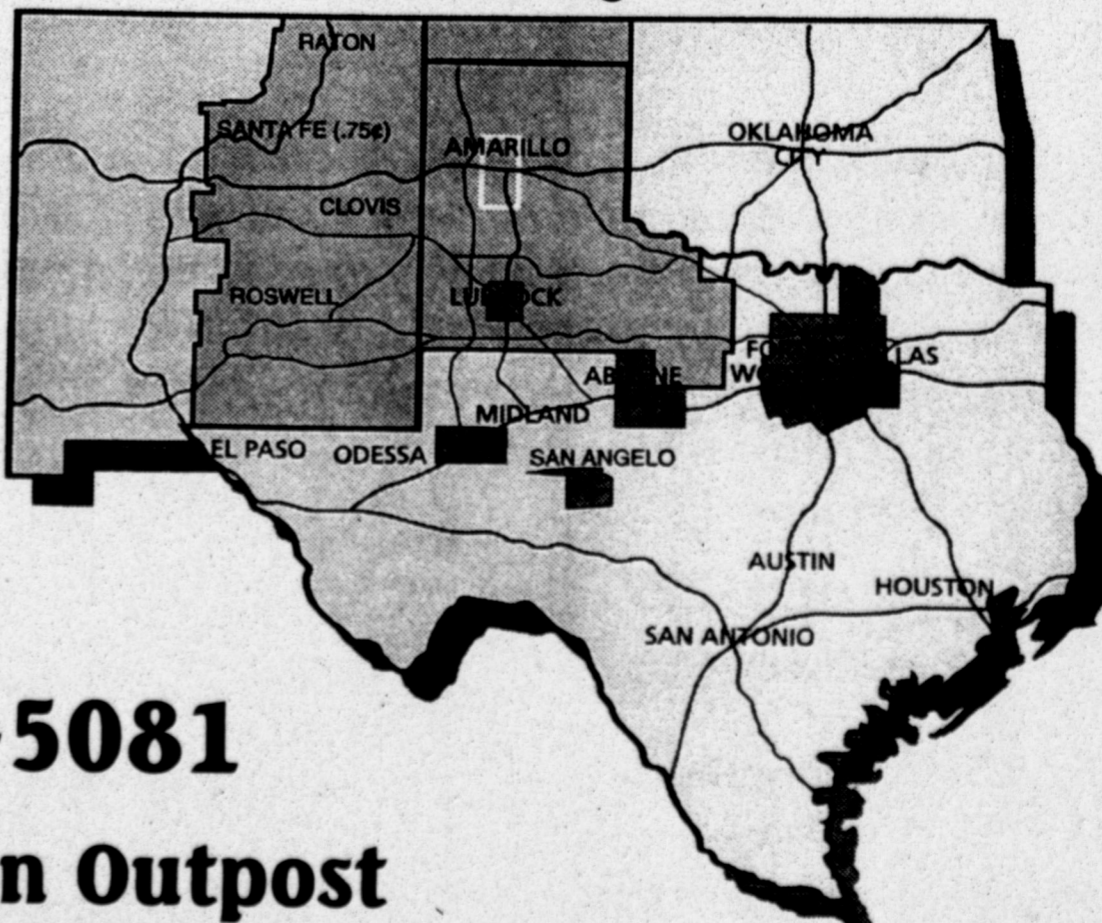 RATON
SANTA FE (.75¢)
AMARILLO
OKLAHOMA
CITY
CLOVIS
ROSWELL
MIDLAND
EL PASO
ODESSA
SAN ANGELO
AUSTIN
HOUSTON
SAN ANTONIO
5081
n Outpost